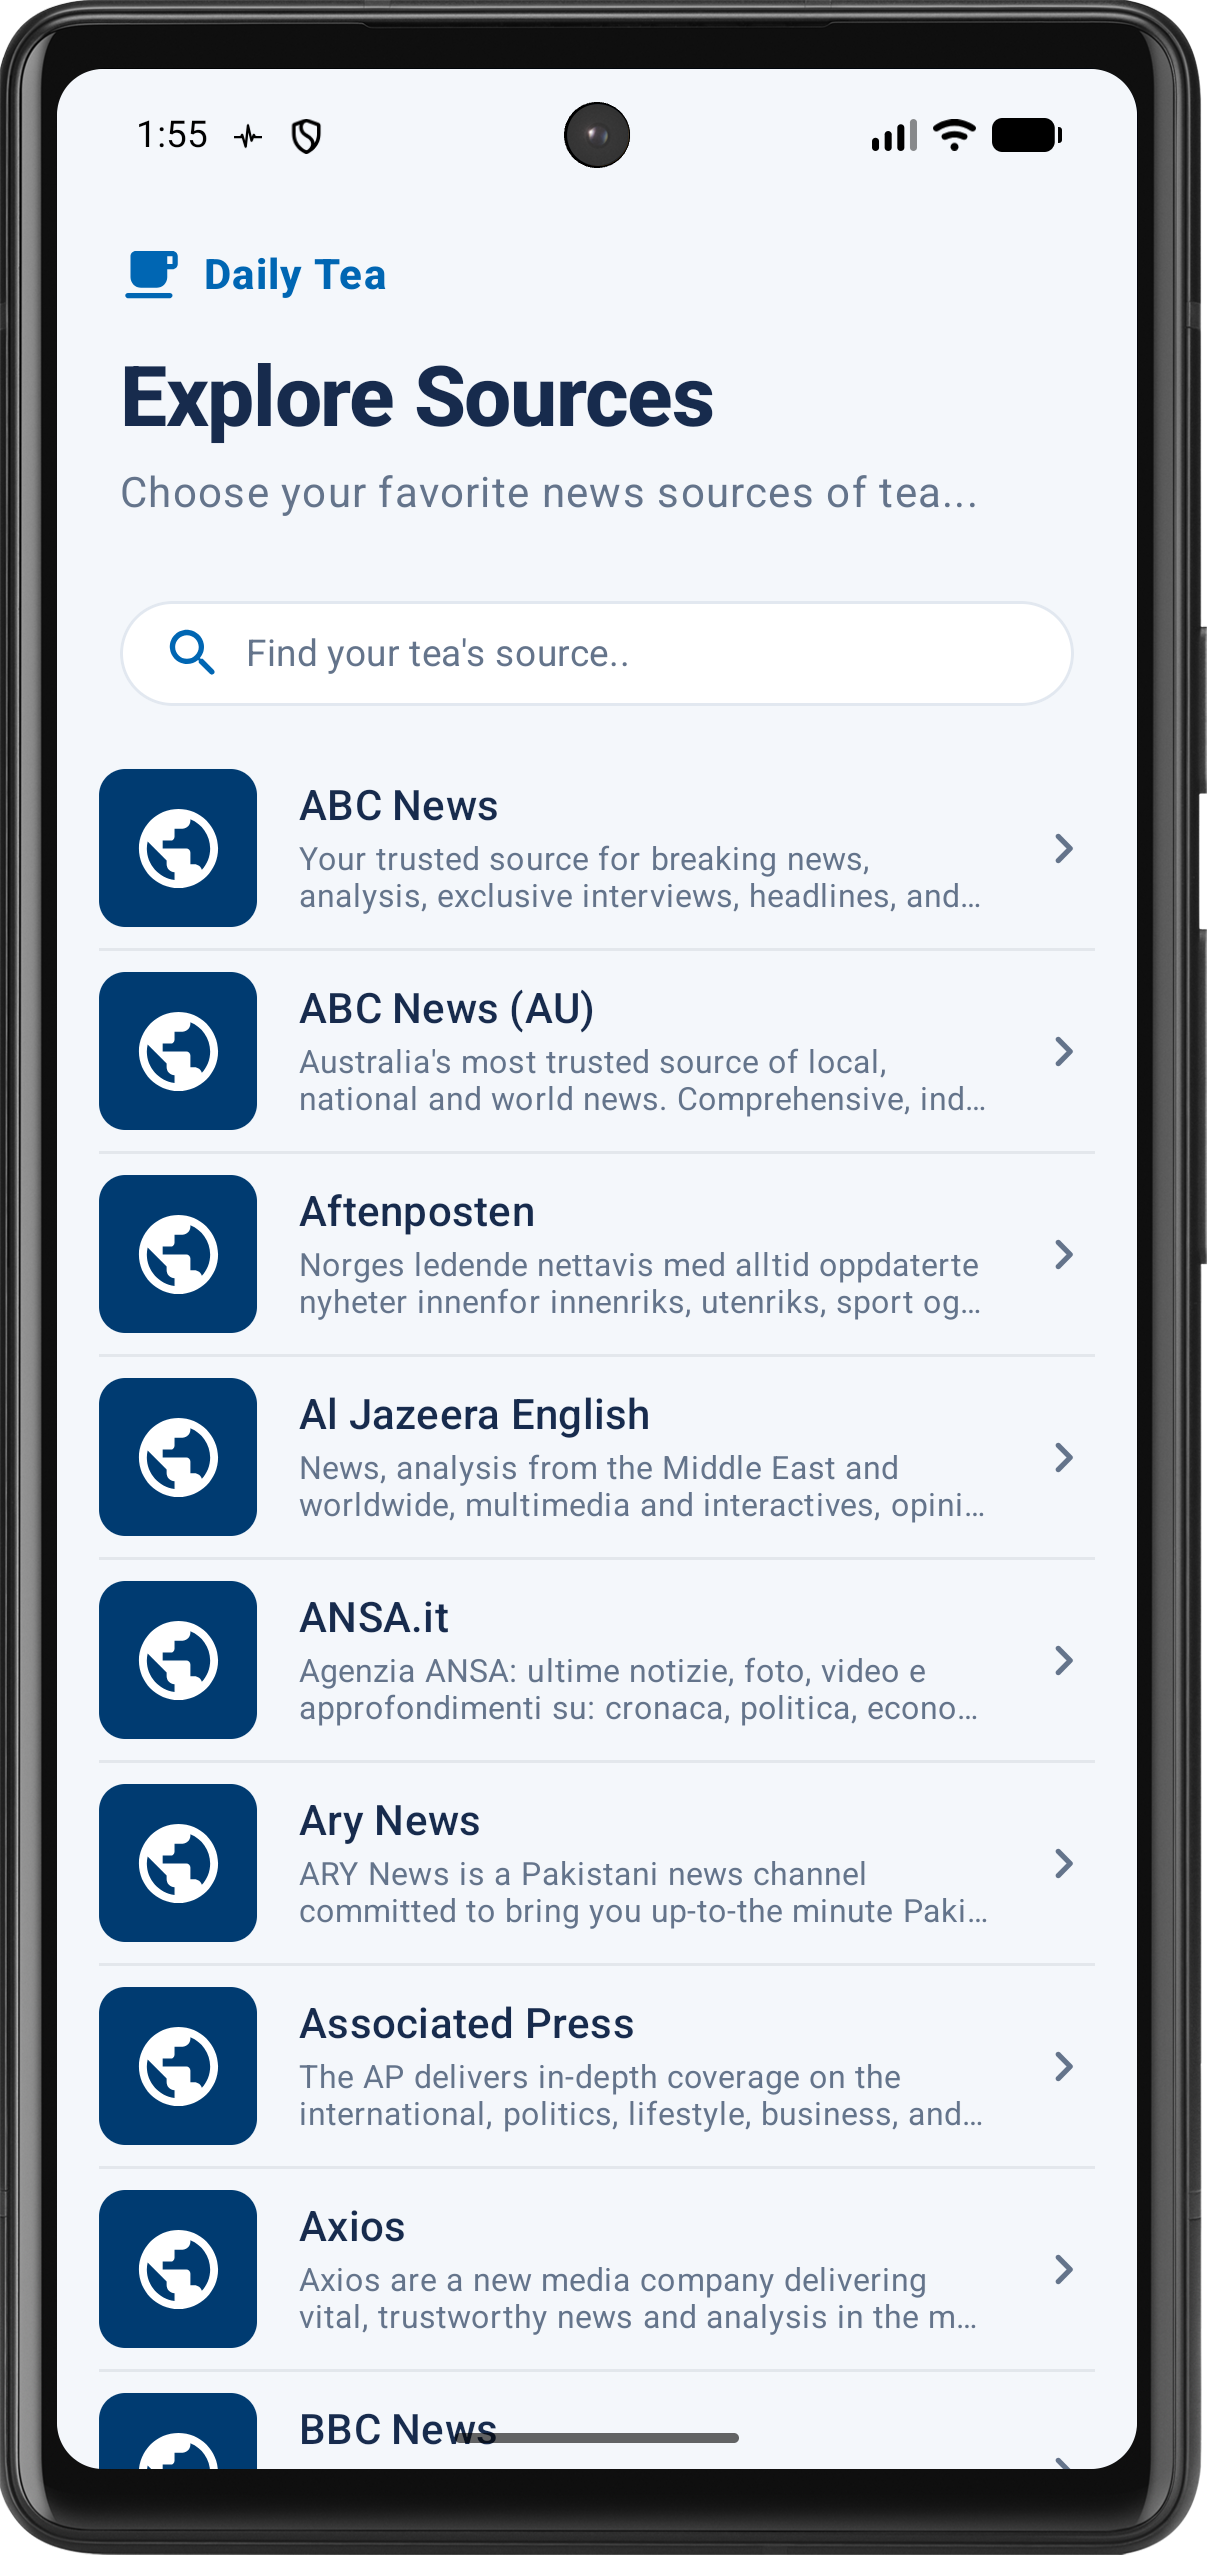 1:55
Daily Tea
Explore Sources
Choose your favorite news sources of tea...
Find your tea's source..
ABC News
Your trusted source for breaking news,
analysis, exclusive interviews, headlines, and…
ABC News (AU)
Australia's most trusted source of local,
national and world news. Comprehensive, ind…
Aftenposten
Norges ledende nettavis med alltid oppdaterte
nyheter innenfor innenriks, utenriks, sport og…
Al Jazeera English
News, analysis from the Middle East and
worldwide, multimedia and interactives, opini…
ANSA.it
Agenzia ANSA: ultime notizie, foto, video e
approfondimenti su: cronaca, politica, econo…
Ary News
ARY News is a Pakistani news channel
committed to bring you up-to-the minute Paki…
Associated Press
The AP delivers in-depth coverage on the
international, politics, lifestyle, business, and…
Axios
Axios are a new media company delivering
vital, trustworthy news and analysis in the m…
BBC News